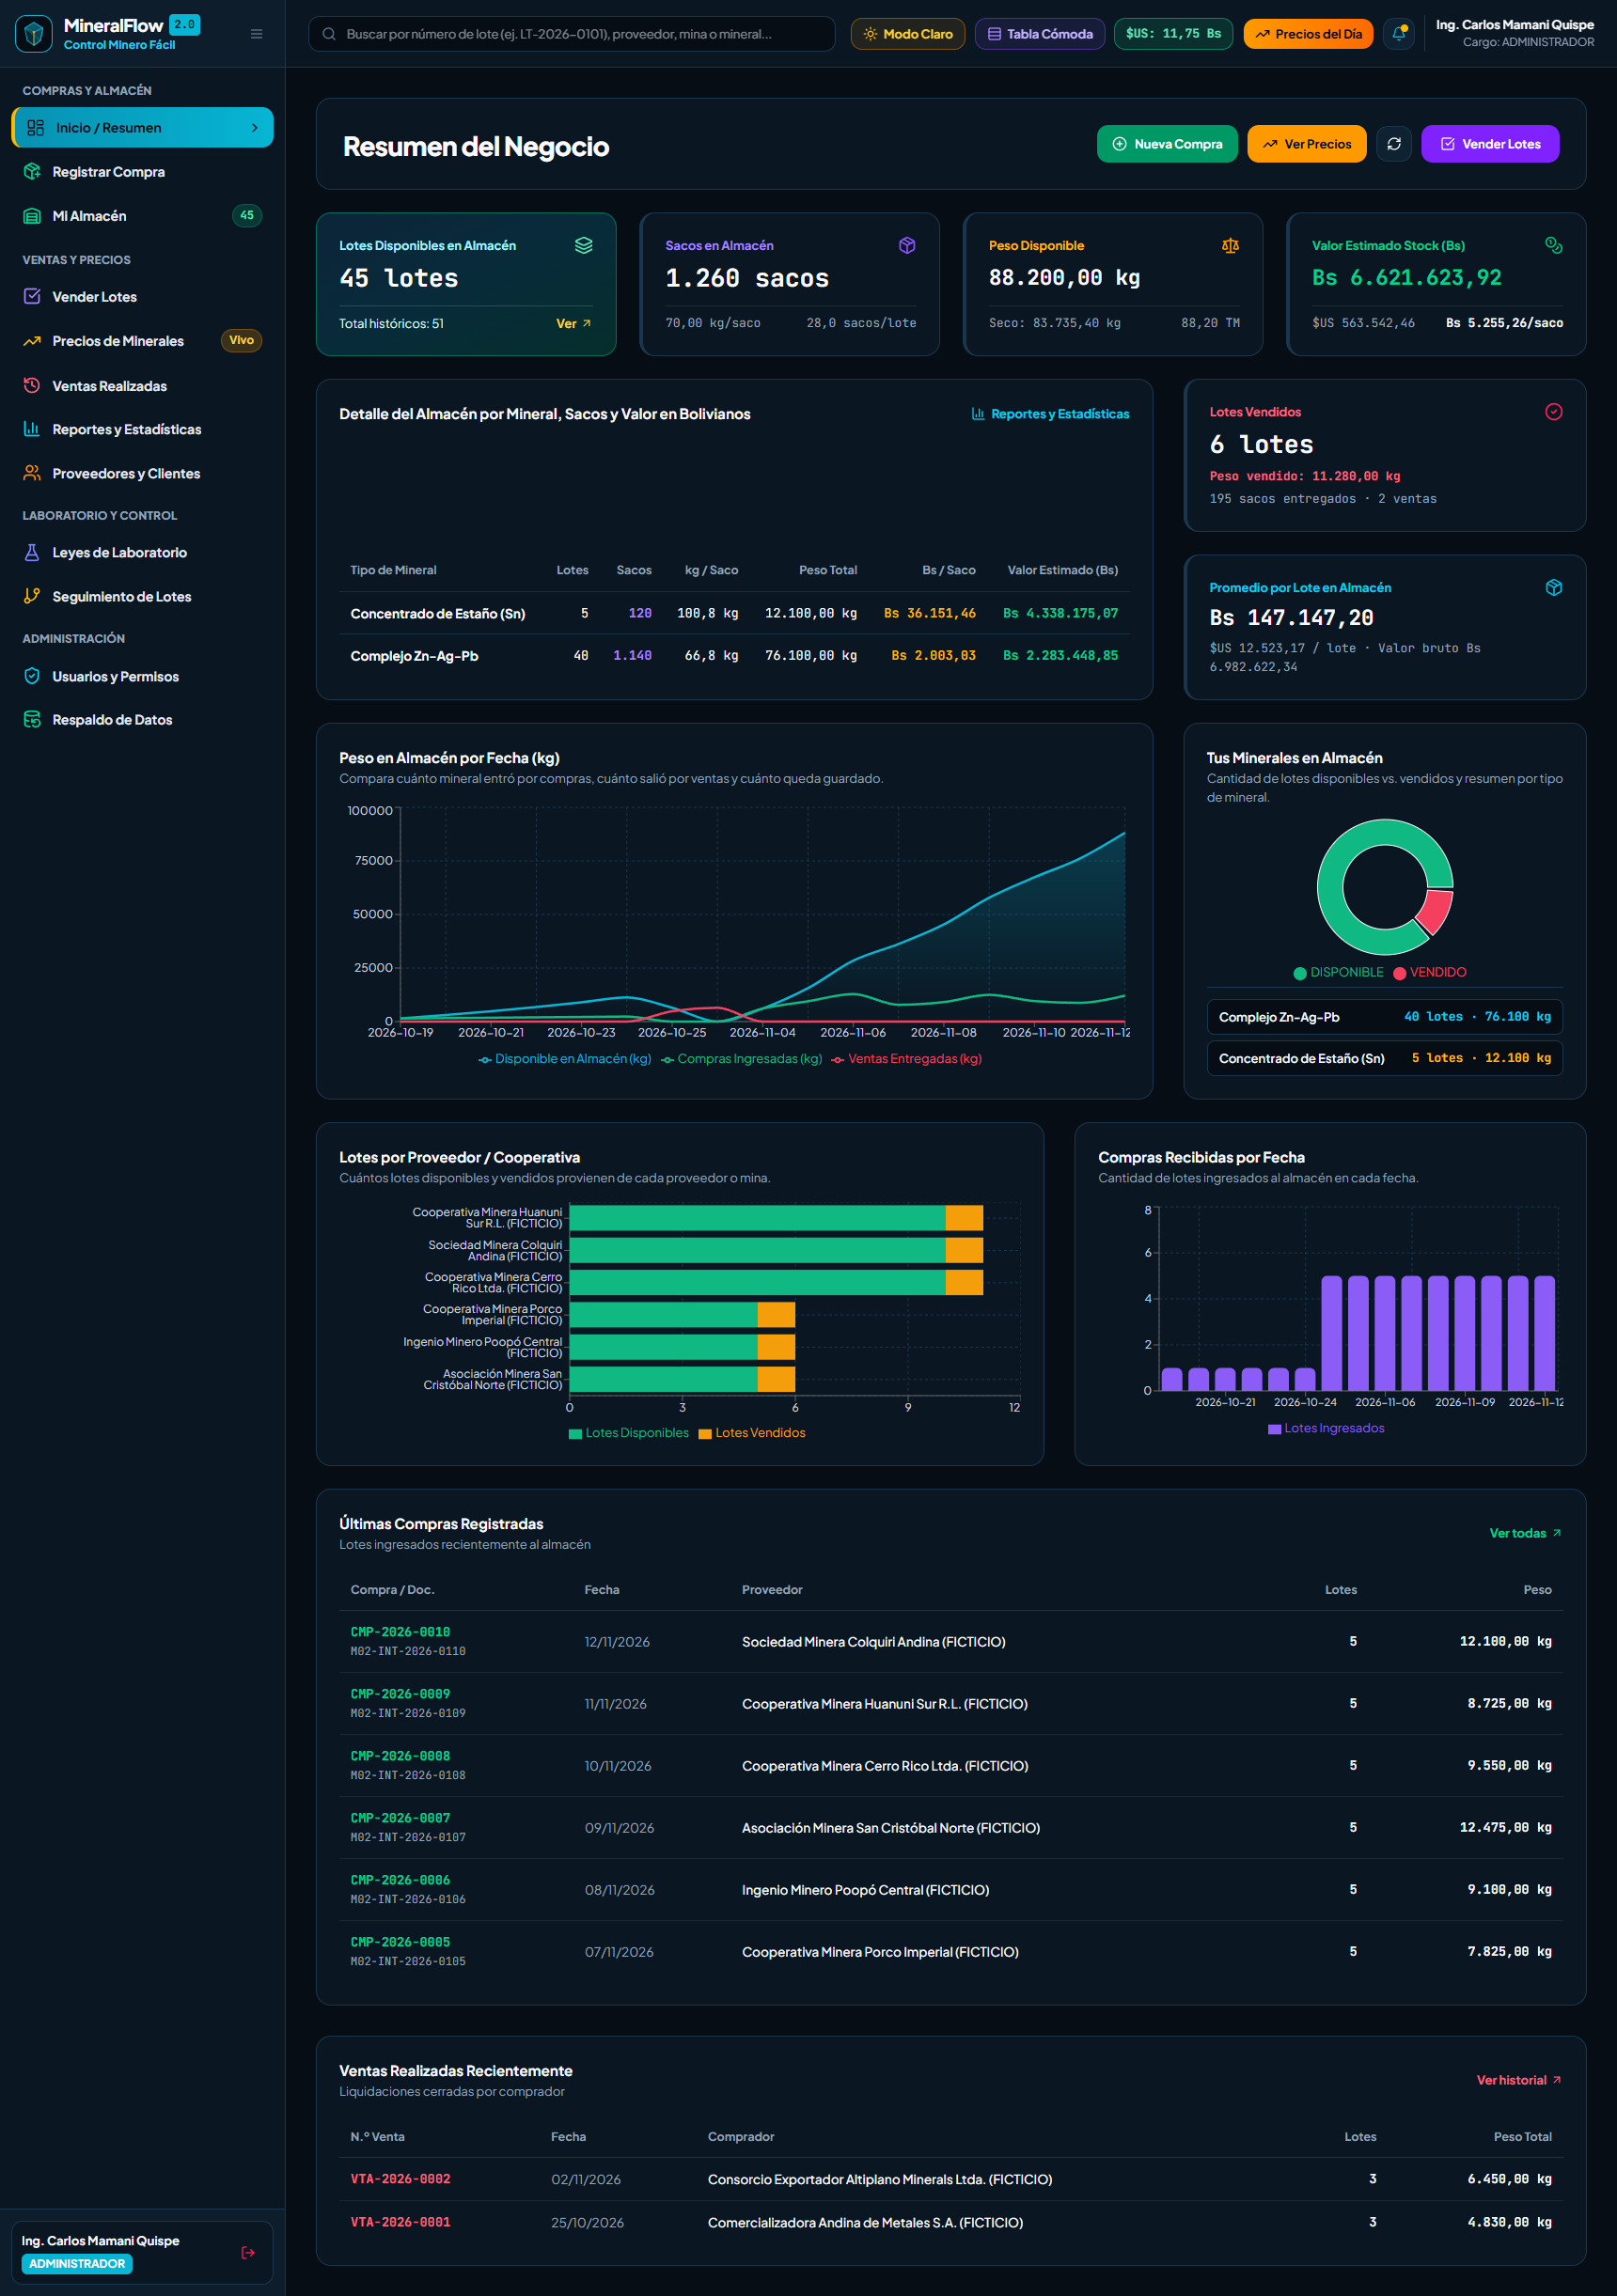 MineralFlow 2.0
Control Minero Fácil
Buscar por número de lote (ej. LT-2026-0101), proveedor, mina o mineral...
Modo Claro
Tabla Cómoda
$US: 11,75 Bs
Precios del Día
Ing. Carlos Mamani Quispe
Cargo: ADMINISTRADOR
COMPRAS Y ALMACÉN
Inicio / Resumen
Registrar Compra
Mi Almacén 45
VENTAS Y PRECIOS
Vender Lotes
Precios de Minerales Vivo
Ventas Realizadas
Reportes y Estadísticas
Proveedores y Clientes
LABORATORIO Y CONTROL
Leyes de Laboratorio
Seguimiento de Lotes
ADMINISTRACIÓN
Usuarios y Permisos
Respaldo de Datos
Ing. Carlos Mamani Quispe
ADMINISTRADOR
Resumen del Negocio
Nueva Compra
Ver Precios
Vender Lotes
Lotes Disponibles en Almacén
45 lotes
Total históricos: 51 Ver
Sacos en Almacén
1.260 sacos
70,00 kg/saco 28,0 sacos/lote
Peso Disponible
88.200,00 kg
Seco: 83.735,40 kg 88,20 TM
Valor Estimado Stock (Bs)
Bs 6.621.623,92
$US 563.542,46 Bs 5.255,26/saco
Detalle del Almacén por Mineral, Sacos y Valor en Bolivianos
Reportes y Estadísticas
Tipo de Mineral Lotes Sacos kg / Saco Peso Total Bs / Saco Valor Estimado (Bs)
Concentrado de Estaño (Sn) 5 120 100,8 kg 12.100,00 kg Bs 36.151,46 Bs 4.338.175,07
Complejo Zn-Ag-Pb 40 1.140 66,8 kg 76.100,00 kg Bs 2.003,03 Bs 2.283.448,85
Lotes Vendidos
6 lotes
Peso vendido: 11.280,00 kg
195 sacos entregados · 2 ventas
Promedio por Lote en Almacén
Bs 147.147,20
$US 12.523,17 / lote · Valor bruto Bs
6.982.622,34
Peso en Almacén por Fecha (kg)
Compara cuánto mineral entró por compras, cuánto salió por ventas y cuánto queda guardado.
100000
75000
50000
25000
0
2026-10-19 2026-10-21 2026-10-23 2026-10-25 2026-11-04 2026-11-06 2026-11-08 2026-11-10 2026-11-12
Disponible en Almacén (kg) Compras Ingresadas (kg) Ventas Entregadas (kg)
Tus Minerales en Almacén
Cantidad de lotes disponibles vs. vendidos y resumen por tipo
de mineral.
DISPONIBLE VENDIDO
Complejo Zn-Ag-Pb 40 lotes · 76.100 kg
Concentrado de Estaño (Sn) 5 lotes · 12.100 kg
Lotes por Proveedor / Cooperativa
Cuántos lotes disponibles y vendidos provienen de cada proveedor o mina.
Cooperativa Minera Huanuni
Sur R.L. (FICTICIO)
Sociedad Minera Colquiri
Andina (FICTICIO)
Cooperativa Minera Cerro
Rico Ltda. (FICTICIO)
Cooperativa Minera Porco
Imperial (FICTICIO)
Ingenio Minero Poopó Central
(FICTICIO)
Asociación Minera San
Cristóbal Norte (FICTICIO)
0 3 6 9 12
Lotes Disponibles Lotes Vendidos
Compras Recibidas por Fecha
Cantidad de lotes ingresados al almacén en cada fecha.
8
6
4
2
0
2026-10-21 2026-10-24 2026-11-06 2026-11-09 2026-11-12
Lotes Ingresados
Últimas Compras Registradas
Lotes ingresados recientemente al almacén
Ver todas
Compra / Doc. Fecha Proveedor Lotes Peso
CMP-2026-0010
M02-INT-2026-0110
12/11/2026 Sociedad Minera Colquiri Andina (FICTICIO) 5 12.100,00 kg
CMP-2026-0009
M02-INT-2026-0109
11/11/2026 Cooperativa Minera Huanuni Sur R.L. (FICTICIO) 5 8.725,00 kg
CMP-2026-0008
M02-INT-2026-0108
10/11/2026 Cooperativa Minera Cerro Rico Ltda. (FICTICIO) 5 9.550,00 kg
CMP-2026-0007
M02-INT-2026-0107
09/11/2026 Asociación Minera San Cristóbal Norte (FICTICIO) 5 12.475,00 kg
CMP-2026-0006
M02-INT-2026-0106
08/11/2026 Ingenio Minero Poopó Central (FICTICIO) 5 9.100,00 kg
CMP-2026-0005
M02-INT-2026-0105
07/11/2026 Cooperativa Minera Porco Imperial (FICTICIO) 5 7.825,00 kg
Ventas Realizadas Recientemente
Liquidaciones cerradas por comprador
Ver historial
N.º Venta Fecha Comprador Lotes Peso Total
VTA-2026-0002 02/11/2026 Consorcio Exportador Altiplano Minerals Ltda. (FICTICIO) 3 6.450,00 kg
VTA-2026-0001 25/10/2026 Comercializadora Andina de Metales S.A. (FICTICIO) 3 4.830,00 kg